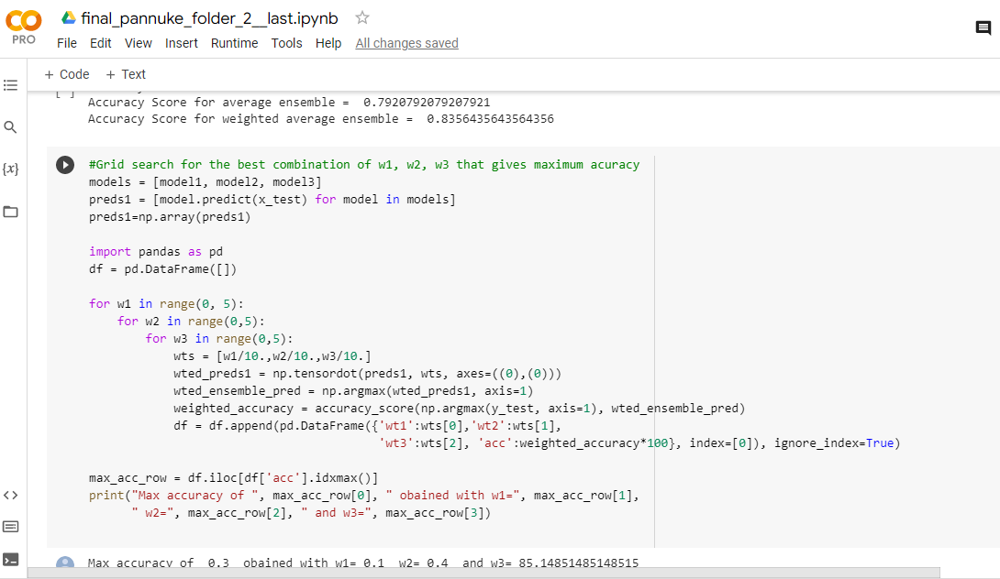 CO final_pannuke_folder_2__last.ipynb
PRO
File Edit View Insert Runtime Tools Help All changes saved
+ Code + Text
[ ]
Accuracy Score for average ensemble =  0.7920792079207921
Accuracy Score for weighted average ensemble =  0.8356435643564356
{x}
#Grid search for the best combination of w1, w2, w3 that gives maximum acuracy
models = [model1, model2, model3]
preds1 = [model.predict(x_test) for model in models]
preds1=np.array(preds1)
import pandas as pd
df = pd.DataFrame([])
for w1 in range(0, 5):
    for w2 in range(0,5):
        for w3 in range(0,5):
            wts = [w1/10.,w2/10.,w3/10.]
            wted_preds1 = np.tensordot(preds1, wts, axes=((0),(0)))
            wted_ensemble_pred = np.argmax(wted_preds1, axis=1)
            weighted_accuracy = accuracy_score(np.argmax(y_test, axis=1), wted_ensemble_pred)
            df = df.append(pd.DataFrame({'wt1':wts[0],'wt2':wts[1],
                                         'wt3':wts[2], 'acc':weighted_accuracy*100}, index=[0]), ignore_index=True)
max_acc_row = df.iloc[df['acc'].idxmax()]
print("Max accuracy of ", max_acc_row[0], " obained with w1=", max_acc_row[1],
      " w2=", max_acc_row[2], " and w3=", max_acc_row[3])
Max accuracy of  0.3  obained with w1= 0.1  w2= 0.4  and w3= 85.14851485148515